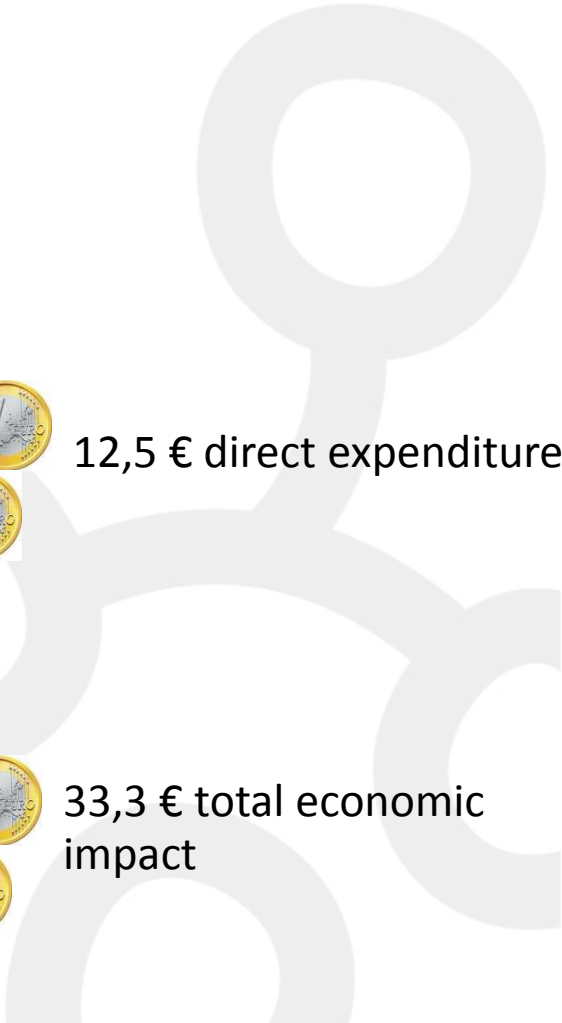 12,5 € direct expenditure
33,3 € total economic
impact